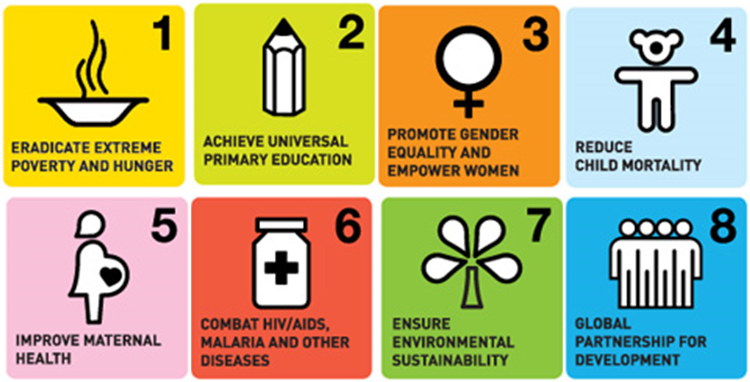 1
ERADICATE EXTREME
POVERTY AND HUNGER
2
ACHIEVE UNIVERSAL
PRIMARY EDUCATION
3
PROMOTE GENDER
EQUALITY AND
EMPOWER WOMEN
4
REDUCE
CHILD MORTALITY
5
IMPROVE MATERNAL
HEALTH
6
COMBAT HIV/AIDS,
MALARIA AND OTHER
DISEASES
7
ENSURE
ENVIRONMENTAL
SUSTAINABILITY
8
GLOBAL
PARTNERSHIP FOR
DEVELOPMENT